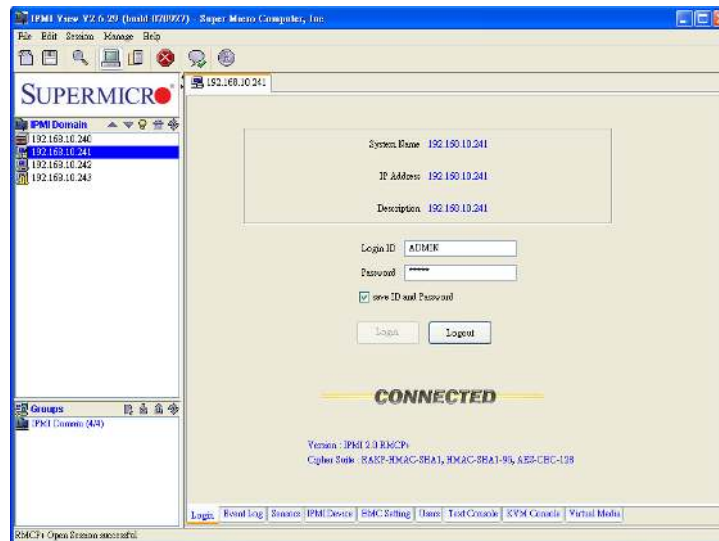 IPMI View V2.6.29 (build 070927) - Super Micro Computer, Inc
File Edit Session Manage Help
SUPERMICRO
192.168.10.241
IPMI Domain
192.168.10.240
192.168.10.241
192.168.10.242
192.168.10.243
System Name 192.168.10.241
IP Address 192.168.10.241
Description 192.168.10.241
Login ID ADMIN
Password *****
save ID and Password
Login Logout
CONNECTED
Groups
IPMI Domain (4/4)
Version : IPMI 2.0 RMCP+
Cipher Suite : RAKP-HMAC-SHA1, HMAC-SHA1-96, AES-CBC-128
Login Event Log Sensors IPMI Device BMC Setting Users Text Console KVM Console Virtual Media
RMCP+ Open Session successful